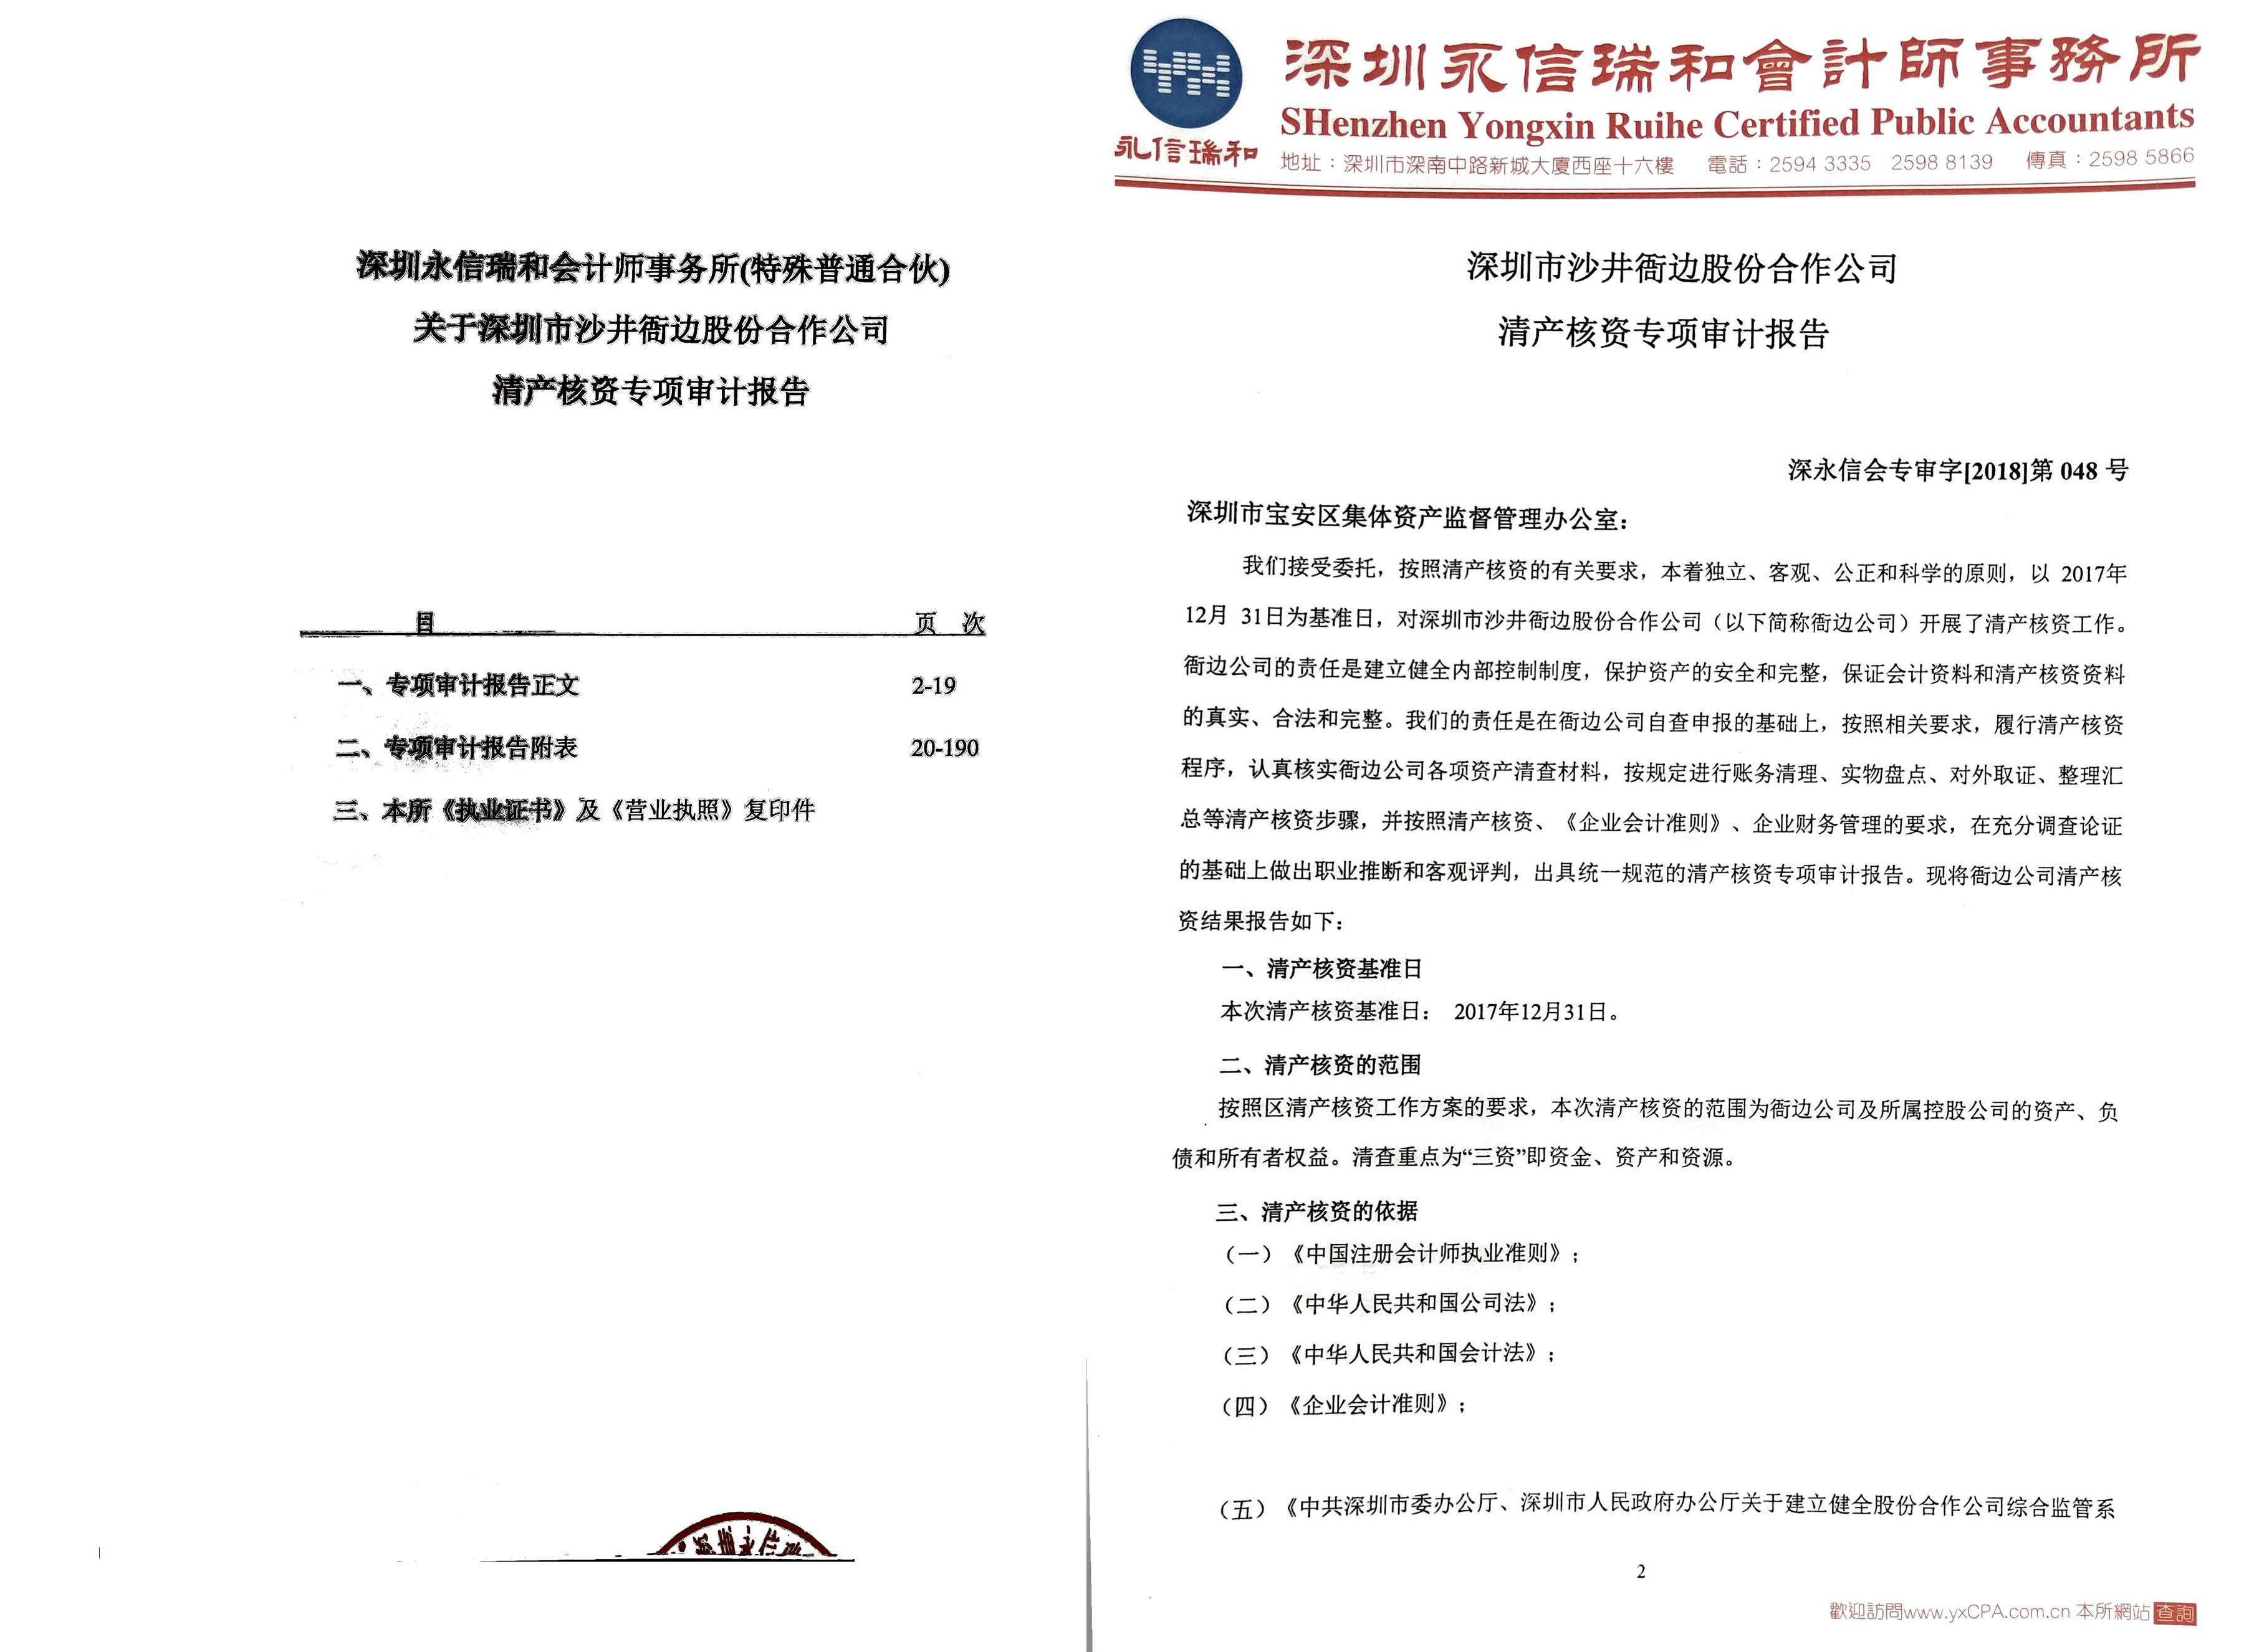 深圳永信瑞和会计师事务所(特殊普通合伙)
关于深圳市沙井衙边股份合作公司
清产核资专项审计报告
目
页 次
一、专项审计报告正文 2-19
二、专项审计报告附表 20-190
三、本所《执业证书》及《营业执照》复印件
深圳永信瑞
永信瑞和
深圳永信瑞和會計師事務所
SHenzhen Yongxin Ruihe Certified Public Accountants
地址：深圳市深南中路新城大廈西座十六樓 電話：2594 3335 2598 8139 傳真：2598 5866
深圳市沙井衙边股份合作公司
清产核资专项审计报告
深永信会专审字[2018]第 048 号
深圳市宝安区集体资产监督管理办公室：
我们接受委托，按照清产核资的有关要求，本着独立、客观、公正和科学的原则，以 2017年
12月 31日为基准日，对深圳市沙井衙边股份合作公司（以下简称衙边公司）开展了清产核资工作。
衙边公司的责任是建立健全内部控制制度，保护资产的安全和完整，保证会计资料和清产核资资料
的真实、合法和完整。我们的责任是在衙边公司自查申报的基础上，按照相关要求，履行清产核资
程序，认真核实衙边公司各项资产清查材料，按规定进行账务清理、实物盘点、对外取证、整理汇
总等清产核资步骤，并按照清产核资、《企业会计准则》、企业财务管理的要求，在充分调查论证
的基础上做出职业推断和客观评判，出具统一规范的清产核资专项审计报告。现将衙边公司清产核
资结果报告如下：
一、清产核资基准日
本次清产核资基准日： 2017年12月31日。
二、清产核资的范围
按照区清产核资工作方案的要求，本次清产核资的范围为衙边公司及所属控股公司的资产、负
债和所有者权益。清查重点为“三资”即资金、资产和资源。
三、清产核资的依据
（一）《中国注册会计师执业准则》；
（二）《中华人民共和国公司法》；
（三）《中华人民共和国会计法》；
（四）《企业会计准则》；
（五）《中共深圳市委办公厅、深圳市人民政府办公厅关于建立健全股份合作公司综合监管系
2
歡迎訪問www.yxCPA.com.cn 本所網站 查詢